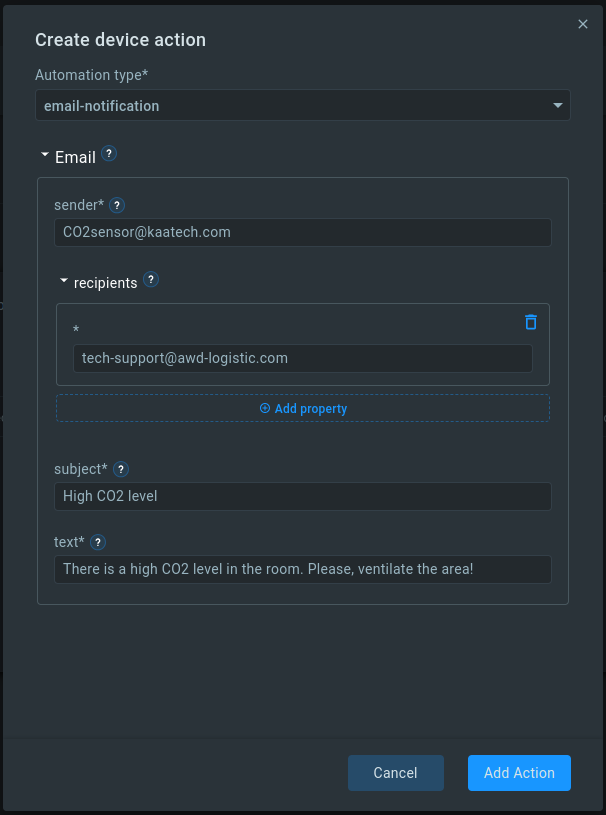 Create device action
Automation type*
email-notification
Email ?
sender* ?
CO2sensor@kaatech.com
recipients ?
*
tech-support@awd-logistic.com
Add property
subject* ?
High CO2 level
text* ?
There is a high CO2 level in the room. Please, ventilate the area!
Cancel
Add Action